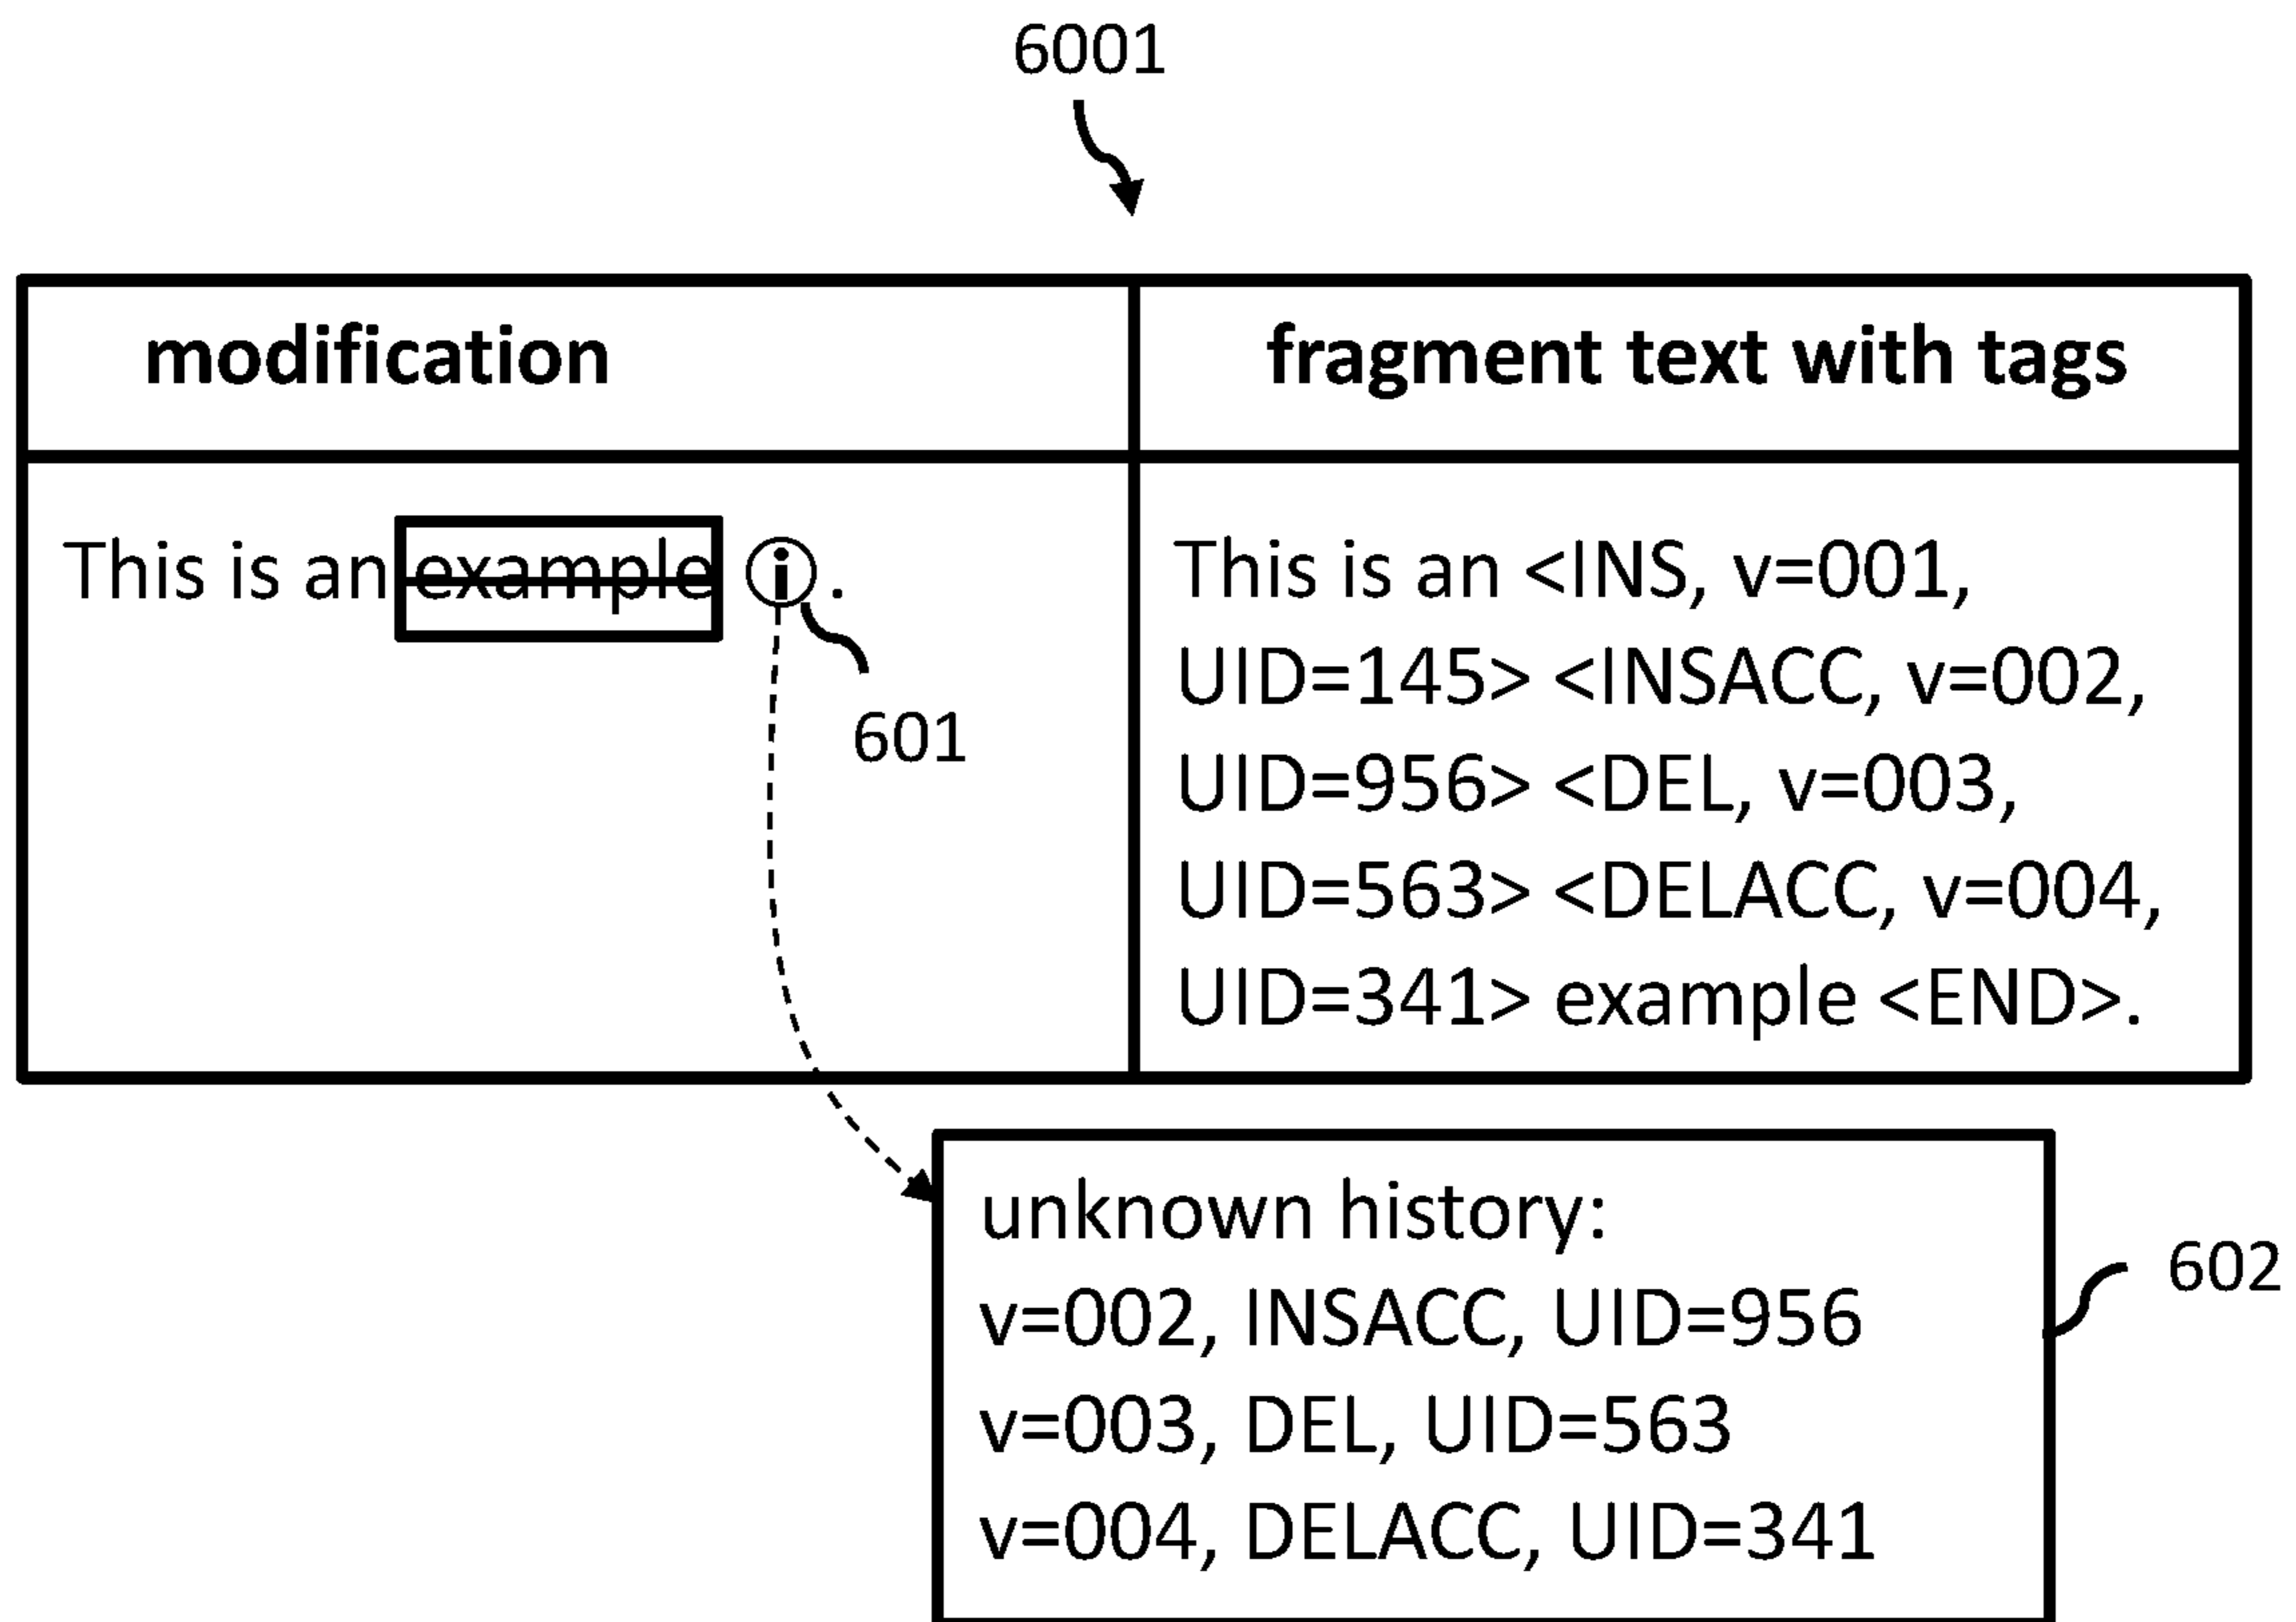 6001
modification
fragment text with tags
This is an example i .
601
This is an <INS, v=001,
UID=145> <INSACC, v=002,
UID=956> <DEL, v=003,
UID=563> <DELACC, v=004,
UID=341> example <END>.
unknown history:
v=002, INSACC, UID=956
v=003, DEL, UID=563
v=004, DELACC, UID=341
602